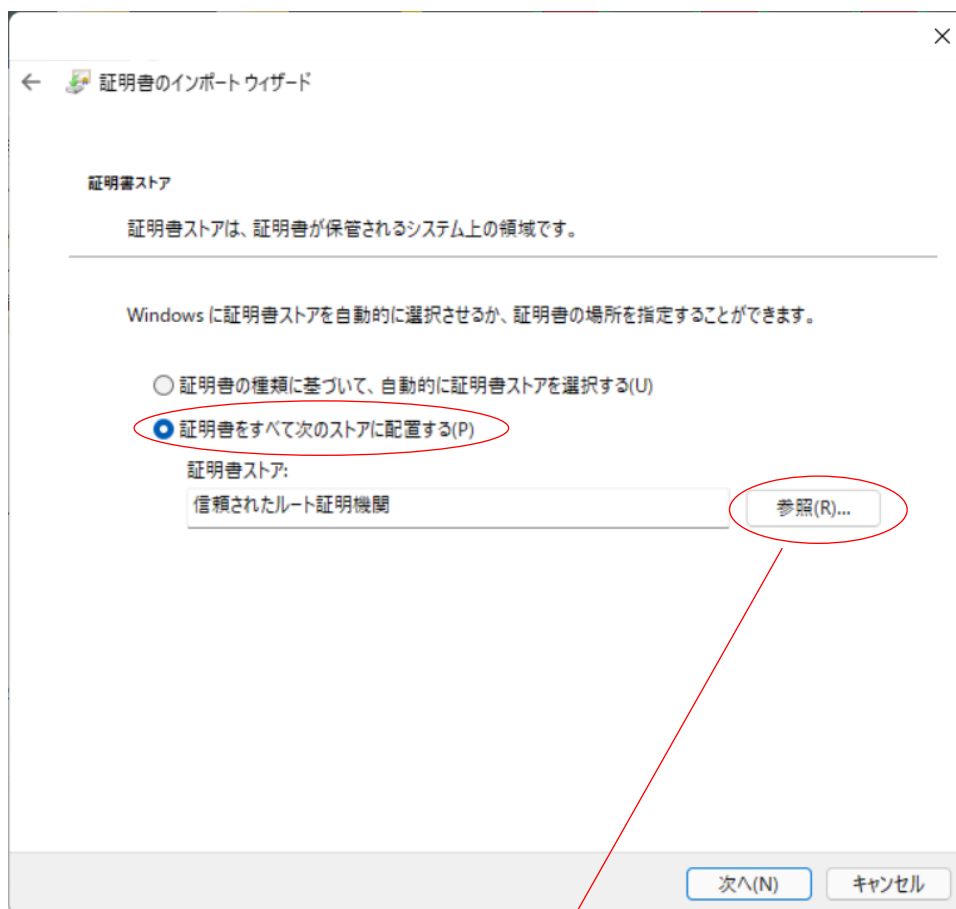 証明書のインポート ウィザード
証明書ストア
証明書ストアは、証明書が保管されるシステム上の領域です。
Windows に証明書ストアを自動的に選択させるか、証明書の場所を指定することができます。
証明書の種類に基づいて、自動的に証明書ストアを選択する(U)
証明書をすべて次のストアに配置する(P)
証明書ストア:
信頼されたルート証明機関
参照(R)...
次へ(N)
キャンセル